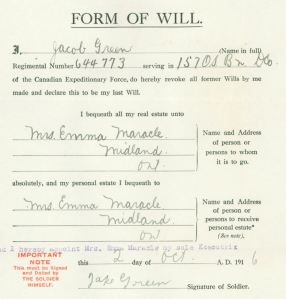 FORM OF WILL.
I, Jacob Green (Name in full)
Regimental Number 644773 serving in 157 O.S Bn
of the Canadian Expeditionary Force, do hereby revoke all former Wills by me
made and declare this to be my last Will.
I bequeath all my real estate unto
Mrs. Emma Maracle
Midland
Ont
Name and Address
of person or
persons to whom
it is to go.
absolutely, and my personal estate I bequeath to
Mrs. Emma Maracle
Midland
On
Name and Address
of person or
persons to receive
personal estate*
(See note).
and I hereby appoint Mrs. Emma Maracle my sole Executrix
IMPORTANT
NOTE
This must be Signed
and Dated by
THE SOLDIER
HIMSELF.
this 2 day of Oct. A.D. 1916
Jake Green
Signature of Soldier.